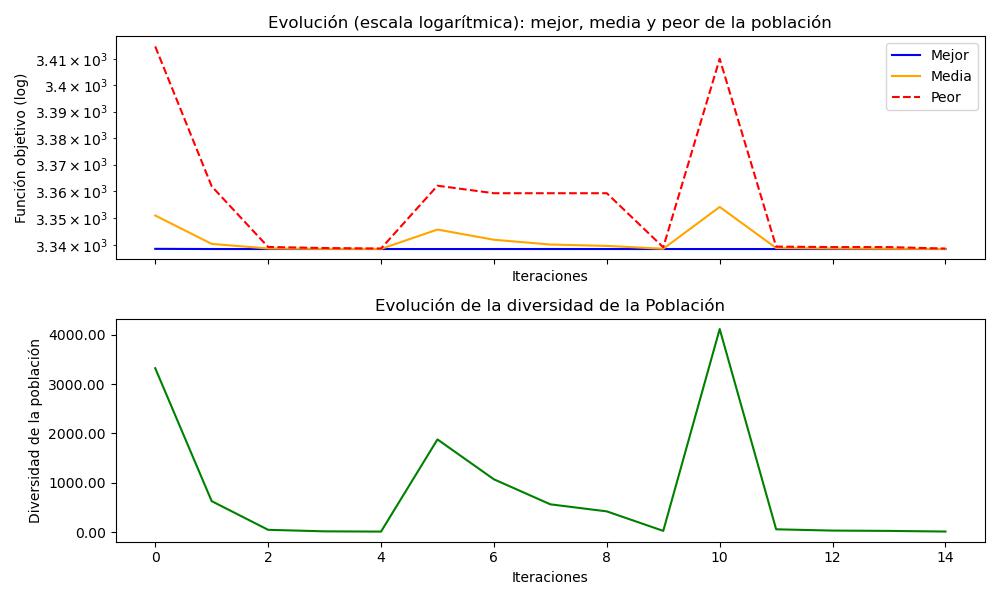 Evolución (escala logarítmica): mejor, media y peor de la población
Función objetivo (log)
3.41 × 10³
3.4 × 10³
3.39 × 10³
3.38 × 10³
3.37 × 10³
3.36 × 10³
3.35 × 10³
3.34 × 10³
Mejor
Media
Peor
Iteraciones
Evolución de la diversidad de la Población
Diversidad de la población
4000.00
3000.00
2000.00
1000.00
0.00
0 2 4 6 8 10 12 14
Iteraciones